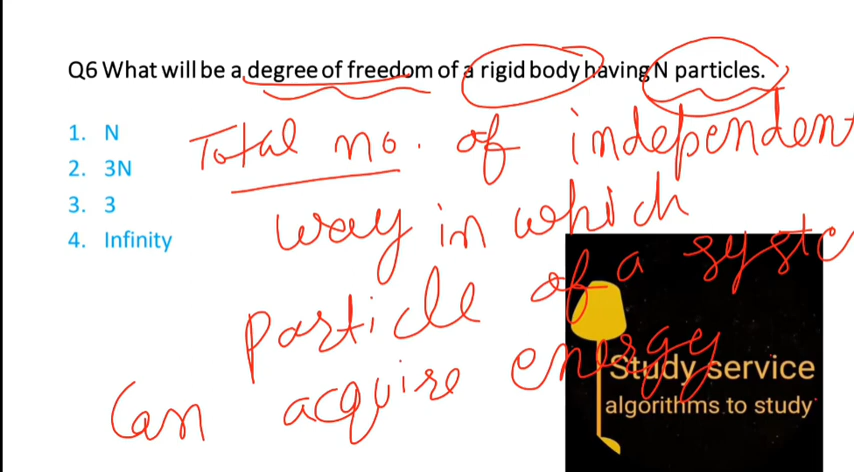 Q6 What will be a degree of freedom of a rigid body having N particles.
1. N
2. 3N
3. 3
4. Infinity
Total no. of independent
way in which
particle of a syste
can acquire energy
Study service
algorithms to study